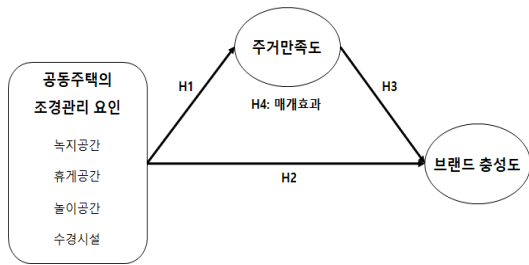 공동주택의
조경관리 요인
녹지공간
휴게공간
놀이공간
수경시설
H1
주거만족도
H4: 매개효과
H3
H2
브랜드 충성도